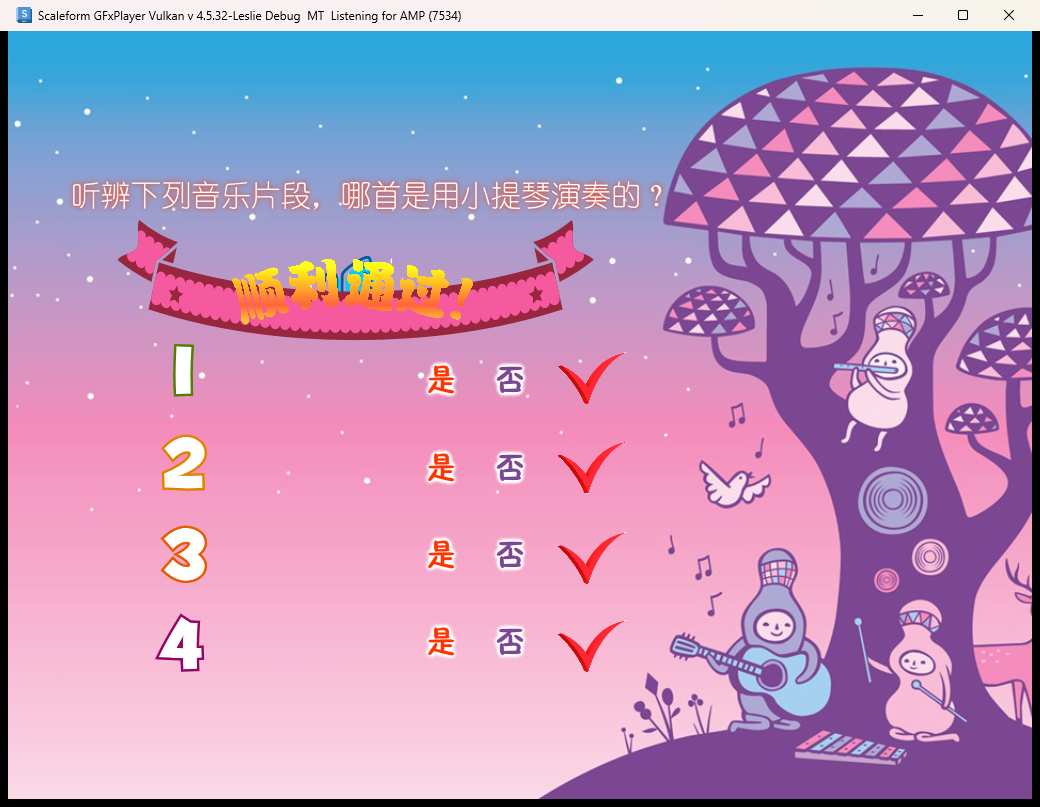 Scaleform GFxPlayer Vulkan v 4.5.32-Leslie Debug  MT  Listening for AMP (7534)
听辨下列音乐片段，哪首是用小提琴演奏的？
顺利通过！
1 是 否
2 是 否
3 是 否
4 是 否